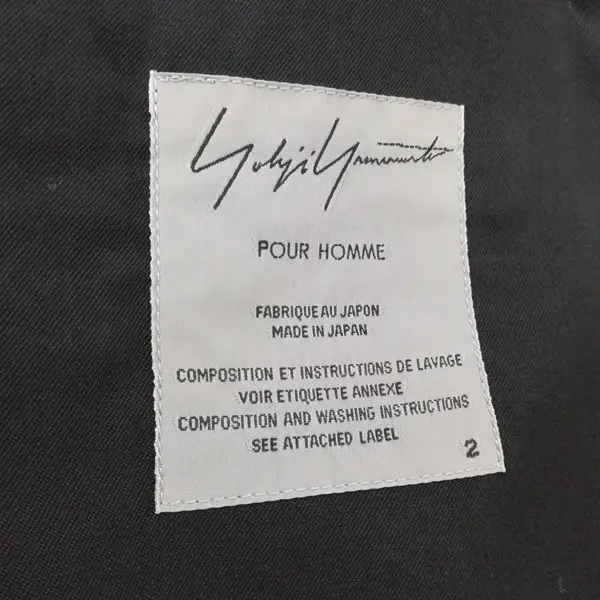 Yohji Yamamoto
POUR HOMME
FABRIQUE AU JAPON
MADE IN JAPAN
COMPOSITION ET INSTRUCTIONS DE LAVAGE
VOIR ETIQUETTE ANNEXE
COMPOSITION AND WASHING INSTRUCTIONS
SEE ATTACHED LABEL
2